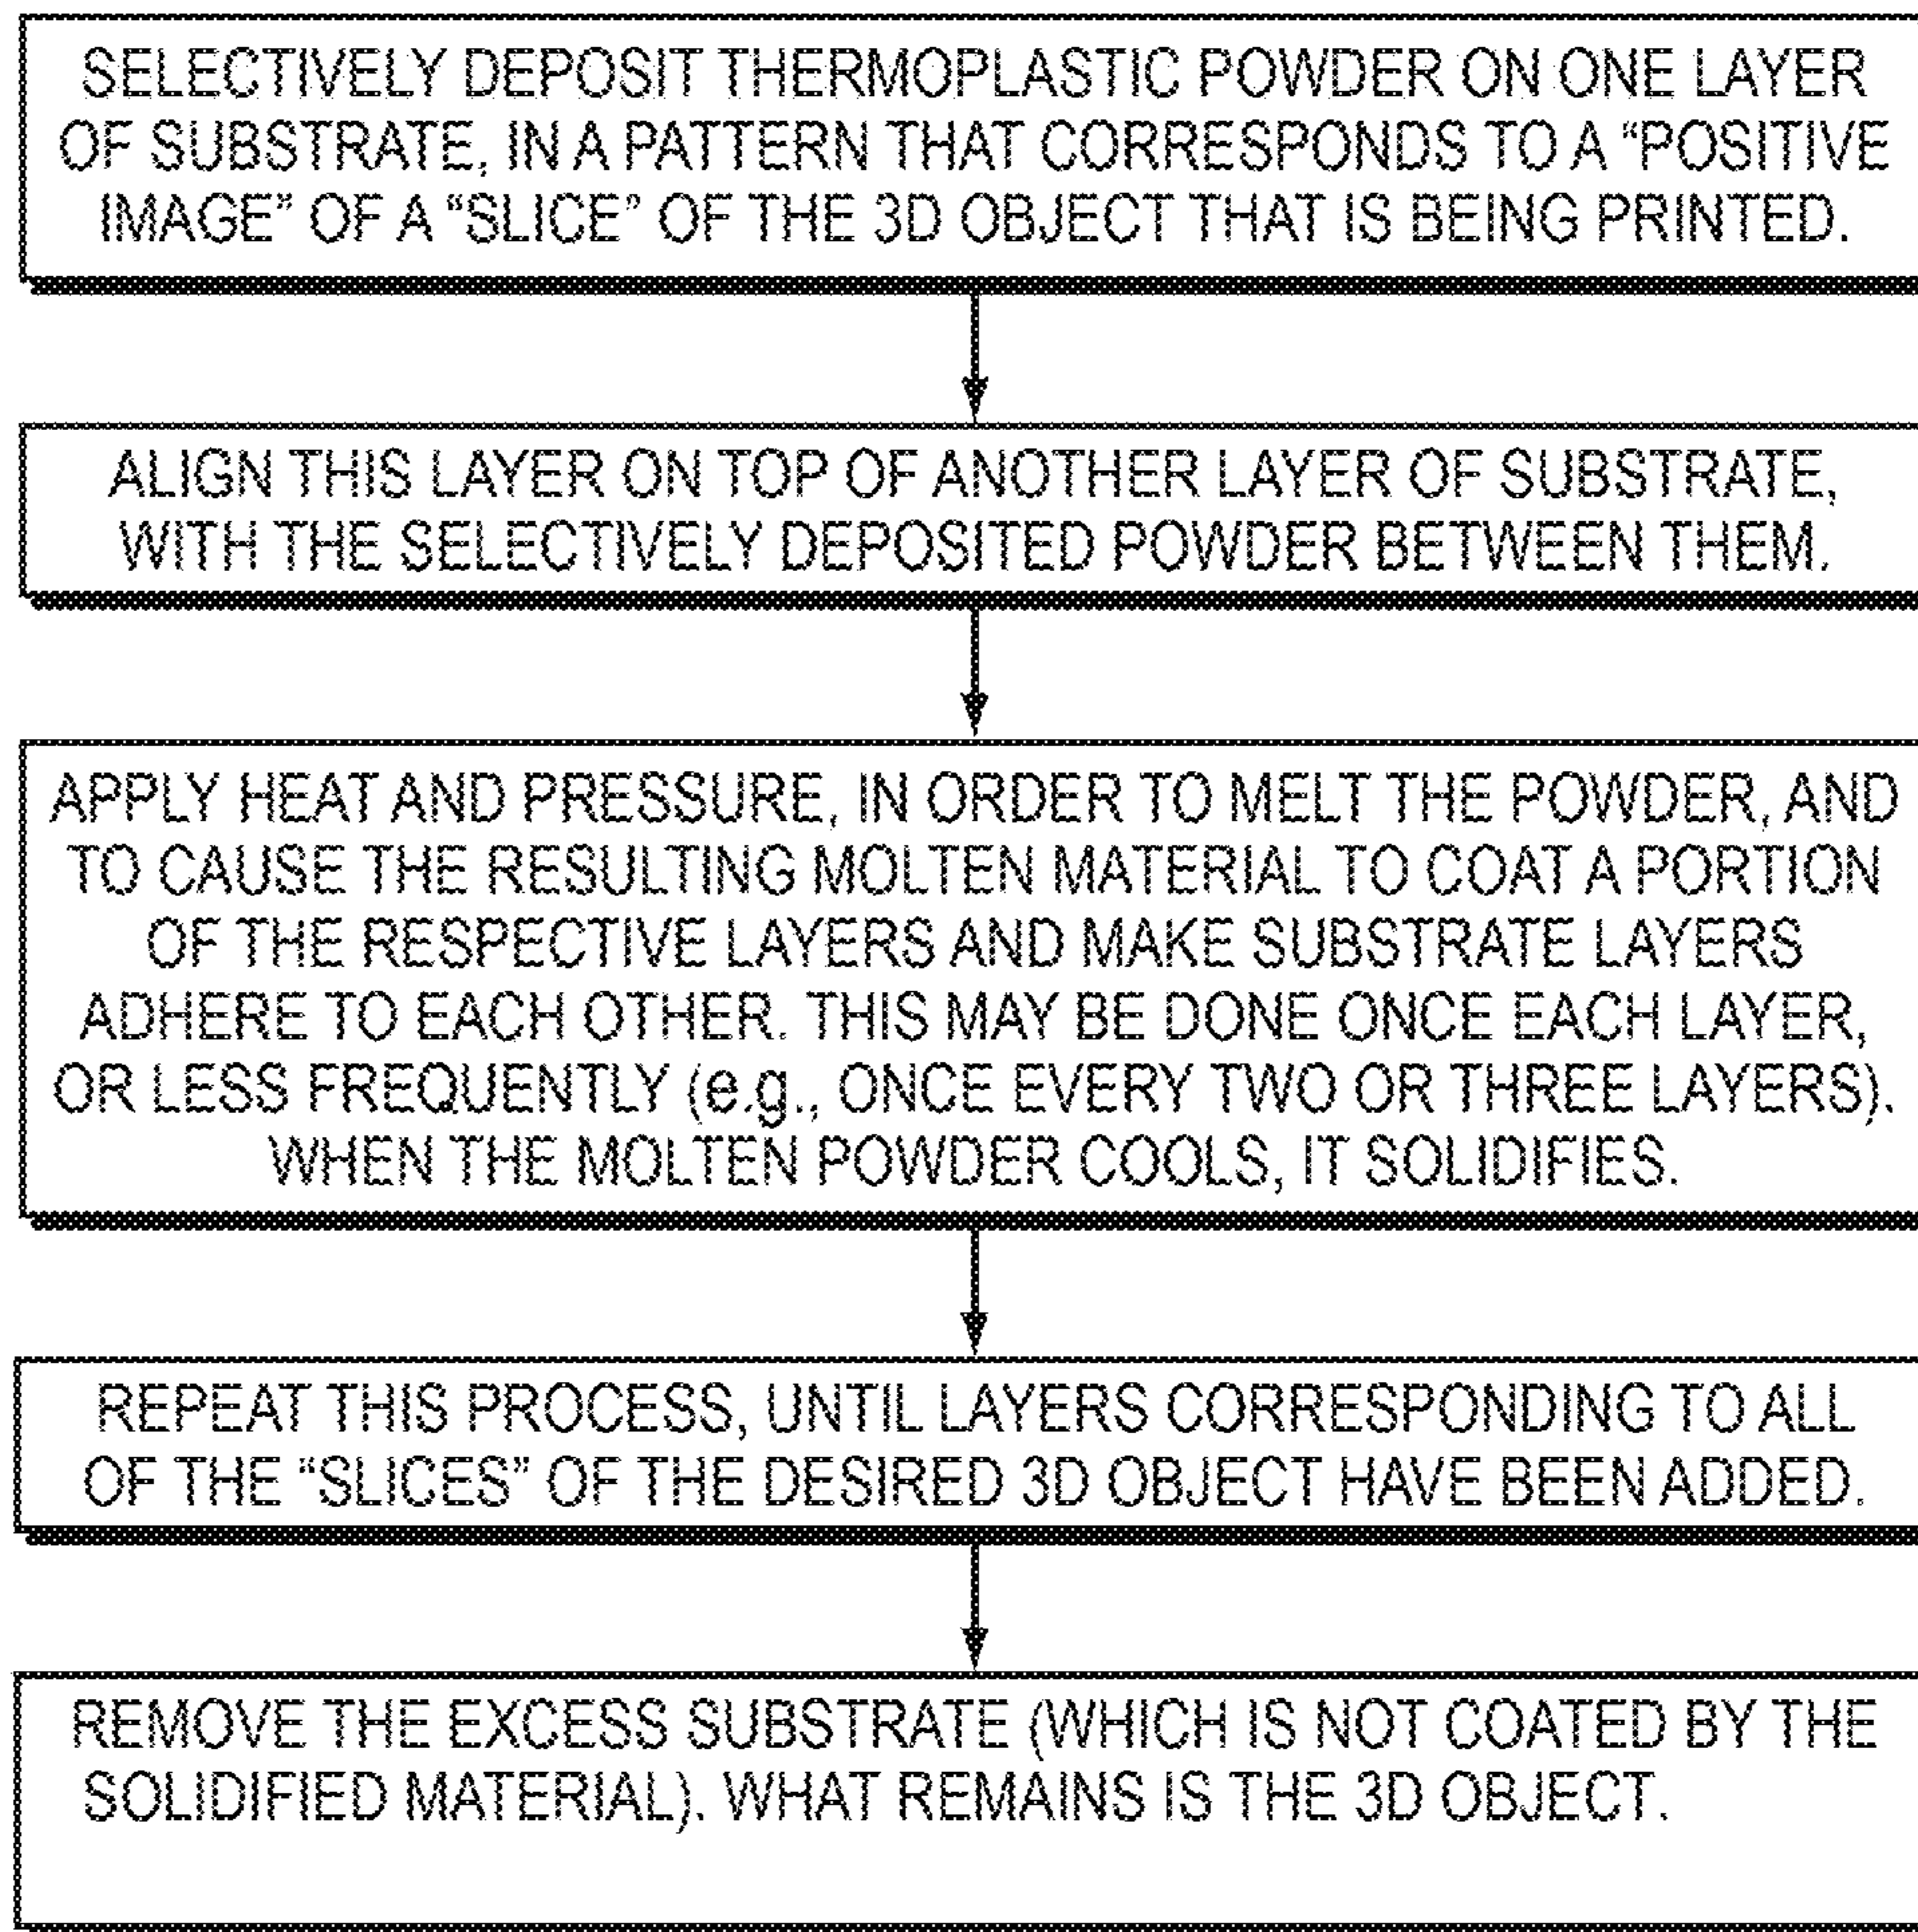 SELECTIVELY DEPOSIT THERMOPLASTIC POWDER ON ONE LAYER
OF SUBSTRATE, IN A PATTERN THAT CORRESPONDS TO A “POSITIVE
IMAGE” OF A “SLICE” OF THE 3D OBJECT THAT IS BEING PRINTED.
ALIGN THIS LAYER ON TOP OF ANOTHER LAYER OF SUBSTRATE,
WITH THE SELECTIVELY DEPOSITED POWDER BETWEEN THEM.
APPLY HEAT AND PRESSURE, IN ORDER TO MELT THE POWDER, AND
TO CAUSE THE RESULTING MOLTEN MATERIAL TO COAT A PORTION
OF THE RESPECTIVE LAYERS AND MAKE SUBSTRATE LAYERS
ADHERE TO EACH OTHER. THIS MAY BE DONE ONCE EACH LAYER,
OR LESS FREQUENTLY (e.g., ONCE EVERY TWO OR THREE LAYERS).
WHEN THE MOLTEN POWDER COOLS, IT SOLIDIFIES.
REPEAT THIS PROCESS, UNTIL LAYERS CORRESPONDING TO ALL
OF THE “SLICES” OF THE DESIRED 3D OBJECT HAVE BEEN ADDED.
REMOVE THE EXCESS SUBSTRATE (WHICH IS NOT COATED BY THE
SOLIDIFIED MATERIAL). WHAT REMAINS IS THE 3D OBJECT.